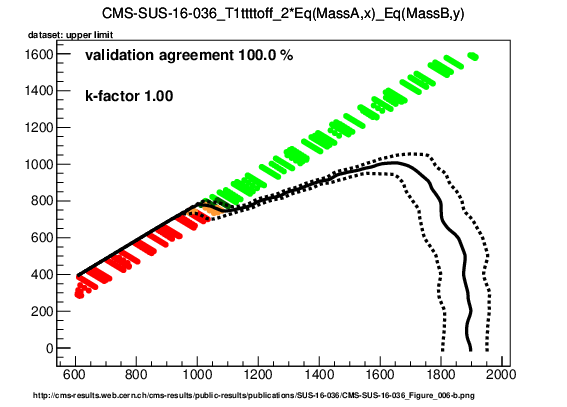 CMS-SUS-16-036_T1ttttoff_2*Eq(MassA,x)_Eq(MassB,y)
dataset: upper limit
validation agreement 100.0 %
k-factor 1.00
1600
1400
1200
1000
800
600
400
200
0
600 800 1000 1200 1400 1600 1800 2000
http://cms-results.web.cern.ch/cms-results/public-results/publications/SUS-16-036/CMS-SUS-16-036_Figure_006-b.png